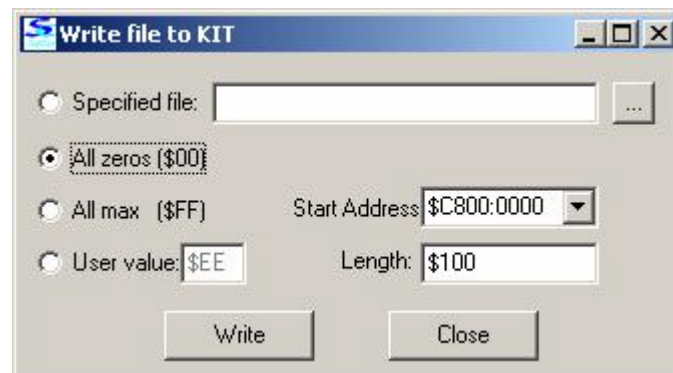 Write file to KIT
Specified file: ...
All zeros ($00)
All max ($FF) Start Address $C800:0000
User value: $EE Length: $100
Write Close